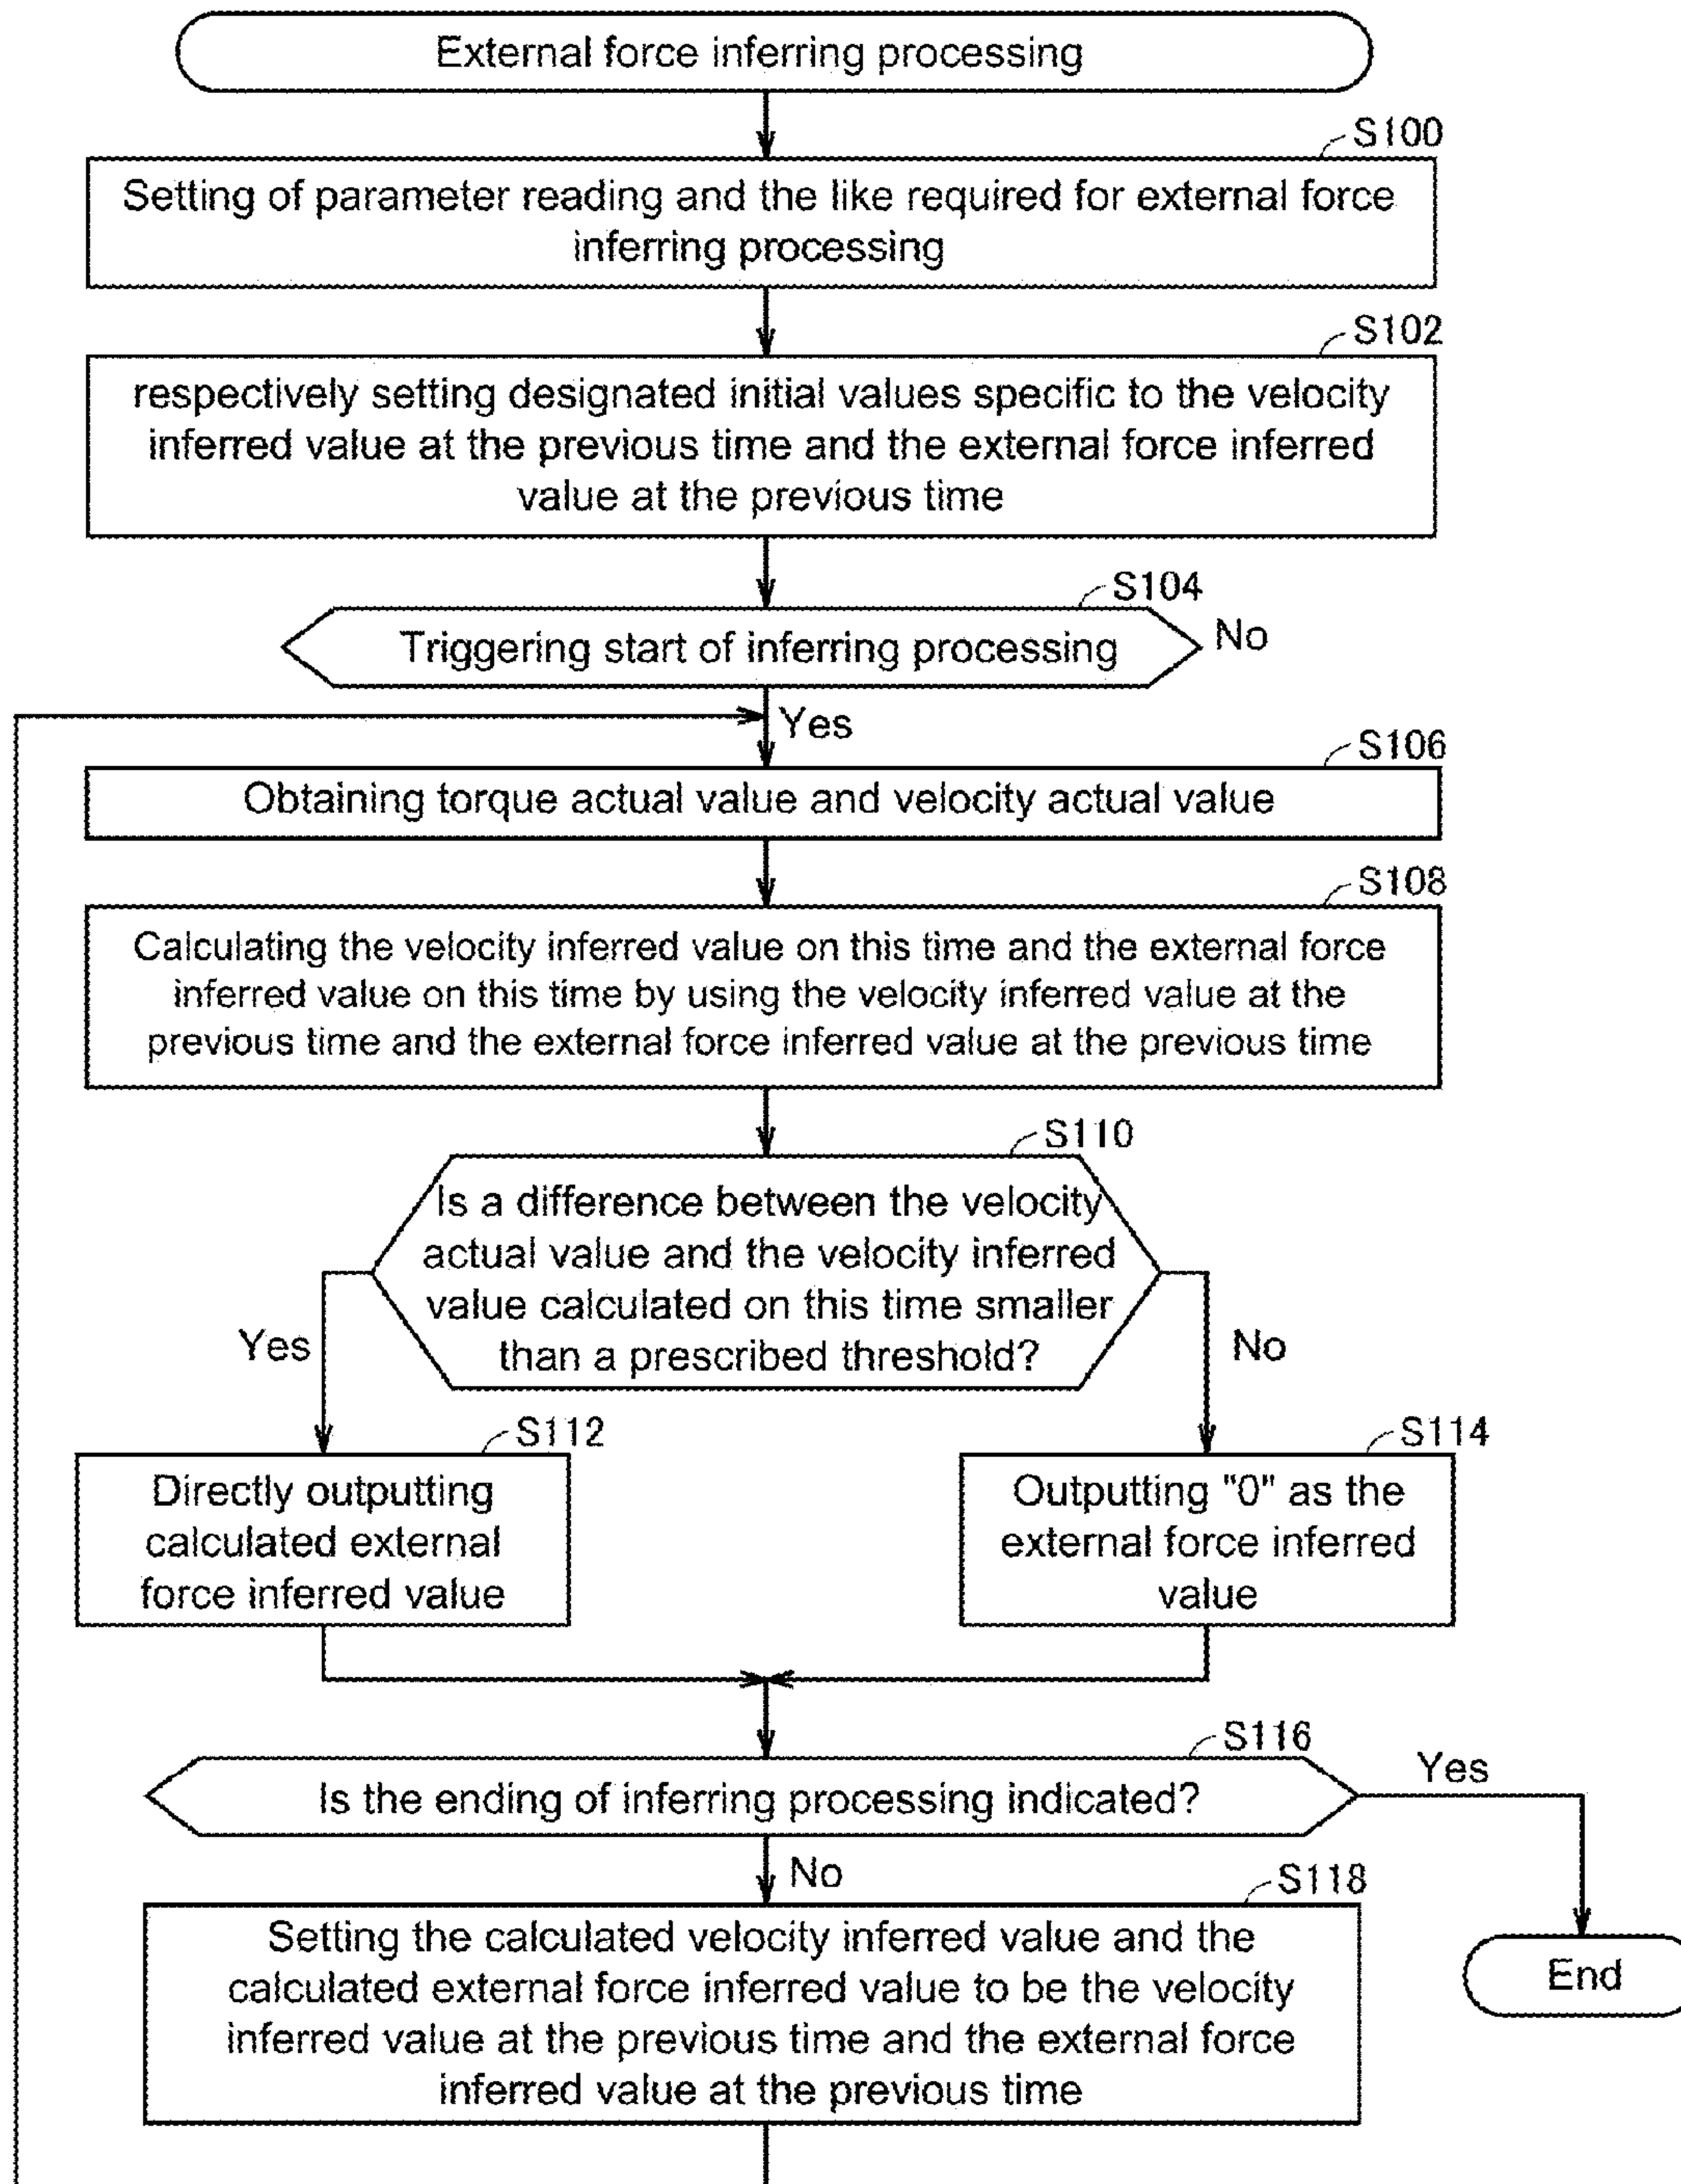 External force inferring processing
S100
Setting of parameter reading and the like required for external force
inferring processing
S102
respectively setting designated initial values specific to the velocity
inferred value at the previous time and the external force inferred
value at the previous time
S104
Triggering start of inferring processing
No
Yes
S106
Obtaining torque actual value and velocity actual value
S108
Calculating the velocity inferred value on this time and the external force
inferred value on this time by using the velocity inferred value at the
previous time and the external force inferred value at the previous time
S110
Is a difference between the velocity
actual value and the velocity inferred
value calculated on this time smaller
than a prescribed threshold?
Yes
No
S112
Directly outputting
calculated external
force inferred value
S114
Outputting "0" as the
external force inferred
value
S116
Is the ending of inferring processing indicated?
Yes
No
S118
Setting the calculated velocity inferred value and the
calculated external force inferred value to be the velocity
inferred value at the previous time and the external force
inferred value at the previous time
End